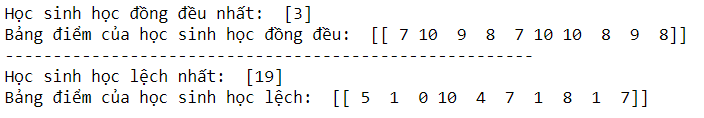 Học sinh học đồng đều nhất:  [3]
Bảng điểm của học sinh học đồng đều:  [[ 7 10  9  8  7 10 10  8  9  8]]
------------------------------------------------------
Học sinh học lệch nhất:  [19]
Bảng điểm của học sinh học lệch:  [[ 5  1  0 10  4  7  1  8  1  7]]